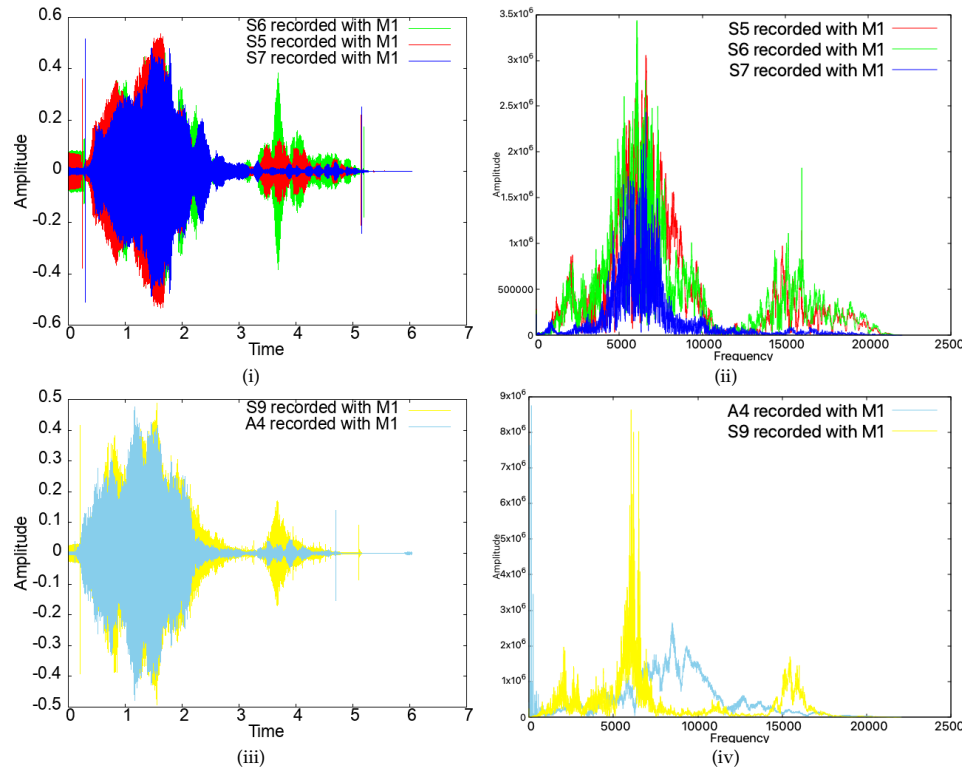 S6 recorded with M1
S5 recorded with M1
S7 recorded with M1
0.6
0.4
0.2
0
-0.2
-0.4
-0.6
Amplitude
0 1 2 3 4 5 6 7
Time
(i)
S5 recorded with M1
S6 recorded with M1
S7 recorded with M1
3.5x10⁶
3x10⁶
2.5x10⁶
2x10⁶
1.5x10⁶
1x10⁶
500000
0
Amplitude
0 5000 10000 15000 20000 2500
Frequency
(ii)
S9 recorded with M1
A4 recorded with M1
0.5
0.4
0.3
0.2
0.1
0
-0.1
-0.2
-0.3
-0.4
-0.5
Amplitude
0 1 2 3 4 5 6 7
Time
(iii)
A4 recorded with M1
S9 recorded with M1
9x10⁶
8x10⁶
7x10⁶
6x10⁶
5x10⁶
4x10⁶
3x10⁶
2x10⁶
1x10⁶
0
Amplitude
5000 10000 15000 20000 2500
Frequency
(iv)